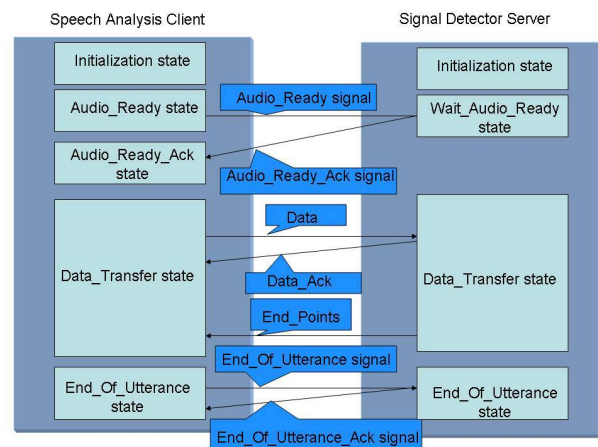 Speech Analysis Client
Signal Detector Server
Initialization state
Initialization state
Audio_Ready state
Audio_Ready signal
Wait_Audio_Ready
state
Audio_Ready_Ack
state
Audio_Ready_Ack signal
Data
Data_Transfer state
Data_Transfer state
Data_Ack
End_Points
End_Of_Utterance signal
End_Of_Utterance
state
End_Of_Utterance
state
End_Of_Utterance_Ack signal